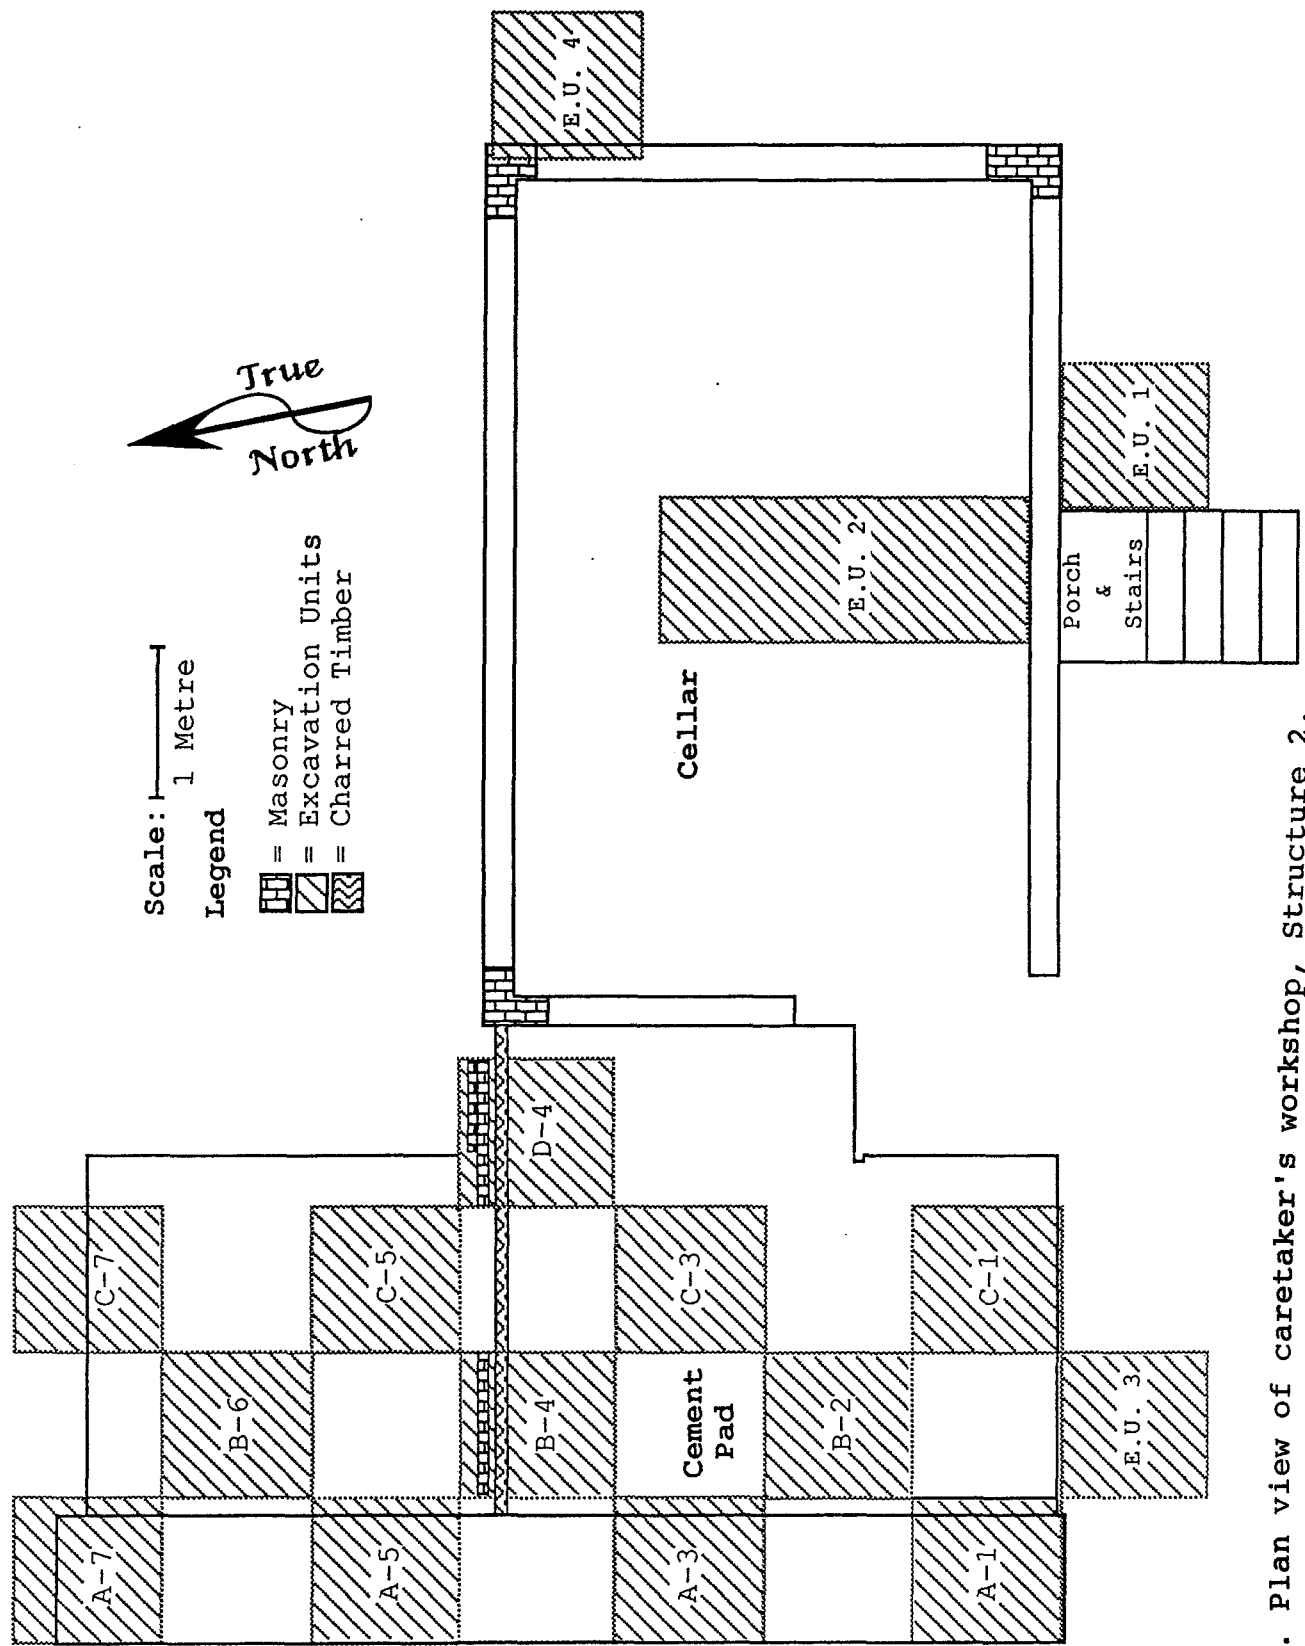 Scale:
1 Metre
Legend
= Masonry
= Excavation Units
= Charred Timber
True
North
E.U. 4
Cellar
E.U. 2
E.U. 1
Porch
&
Stairs
D-4
C-7
C-5
C-3
C-1
B-6
B-4
Cement
Pad
B-2
E.U. 3
A-7
A-5
A-3
A-1
. Plan view of caretaker's workshop, Structure 2.